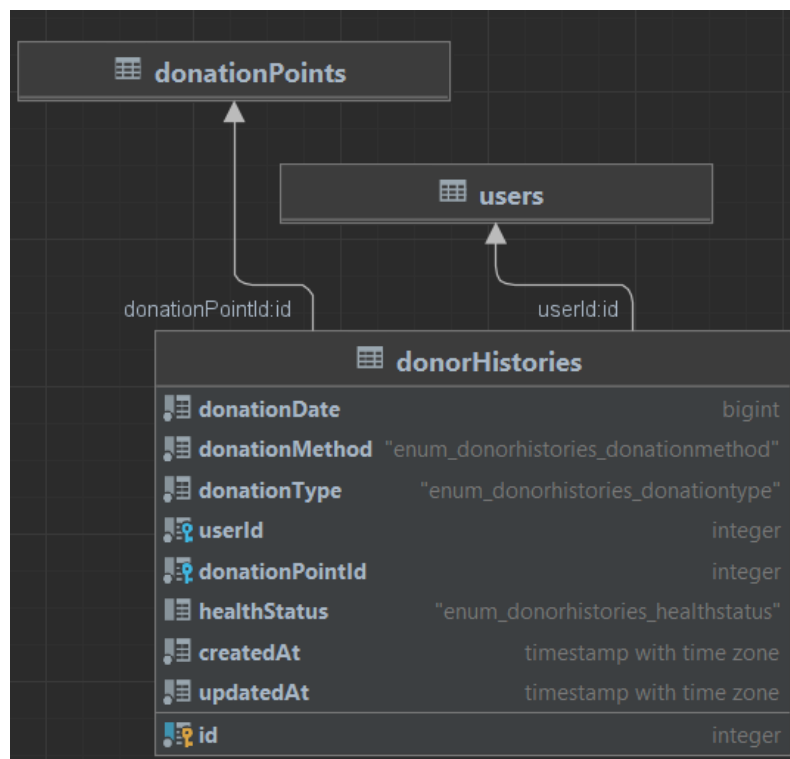 donationPoints
users
donationPointId:id
userId:id
donorHistories
donationDate bigint
donationMethod "enum_donorhistories_donationmethod"
donationType "enum_donorhistories_donationtype"
userId integer
donationPointId integer
healthStatus "enum_donorhistories_healthstatus"
createdAt timestamp with time zone
updatedAt timestamp with time zone
id integer